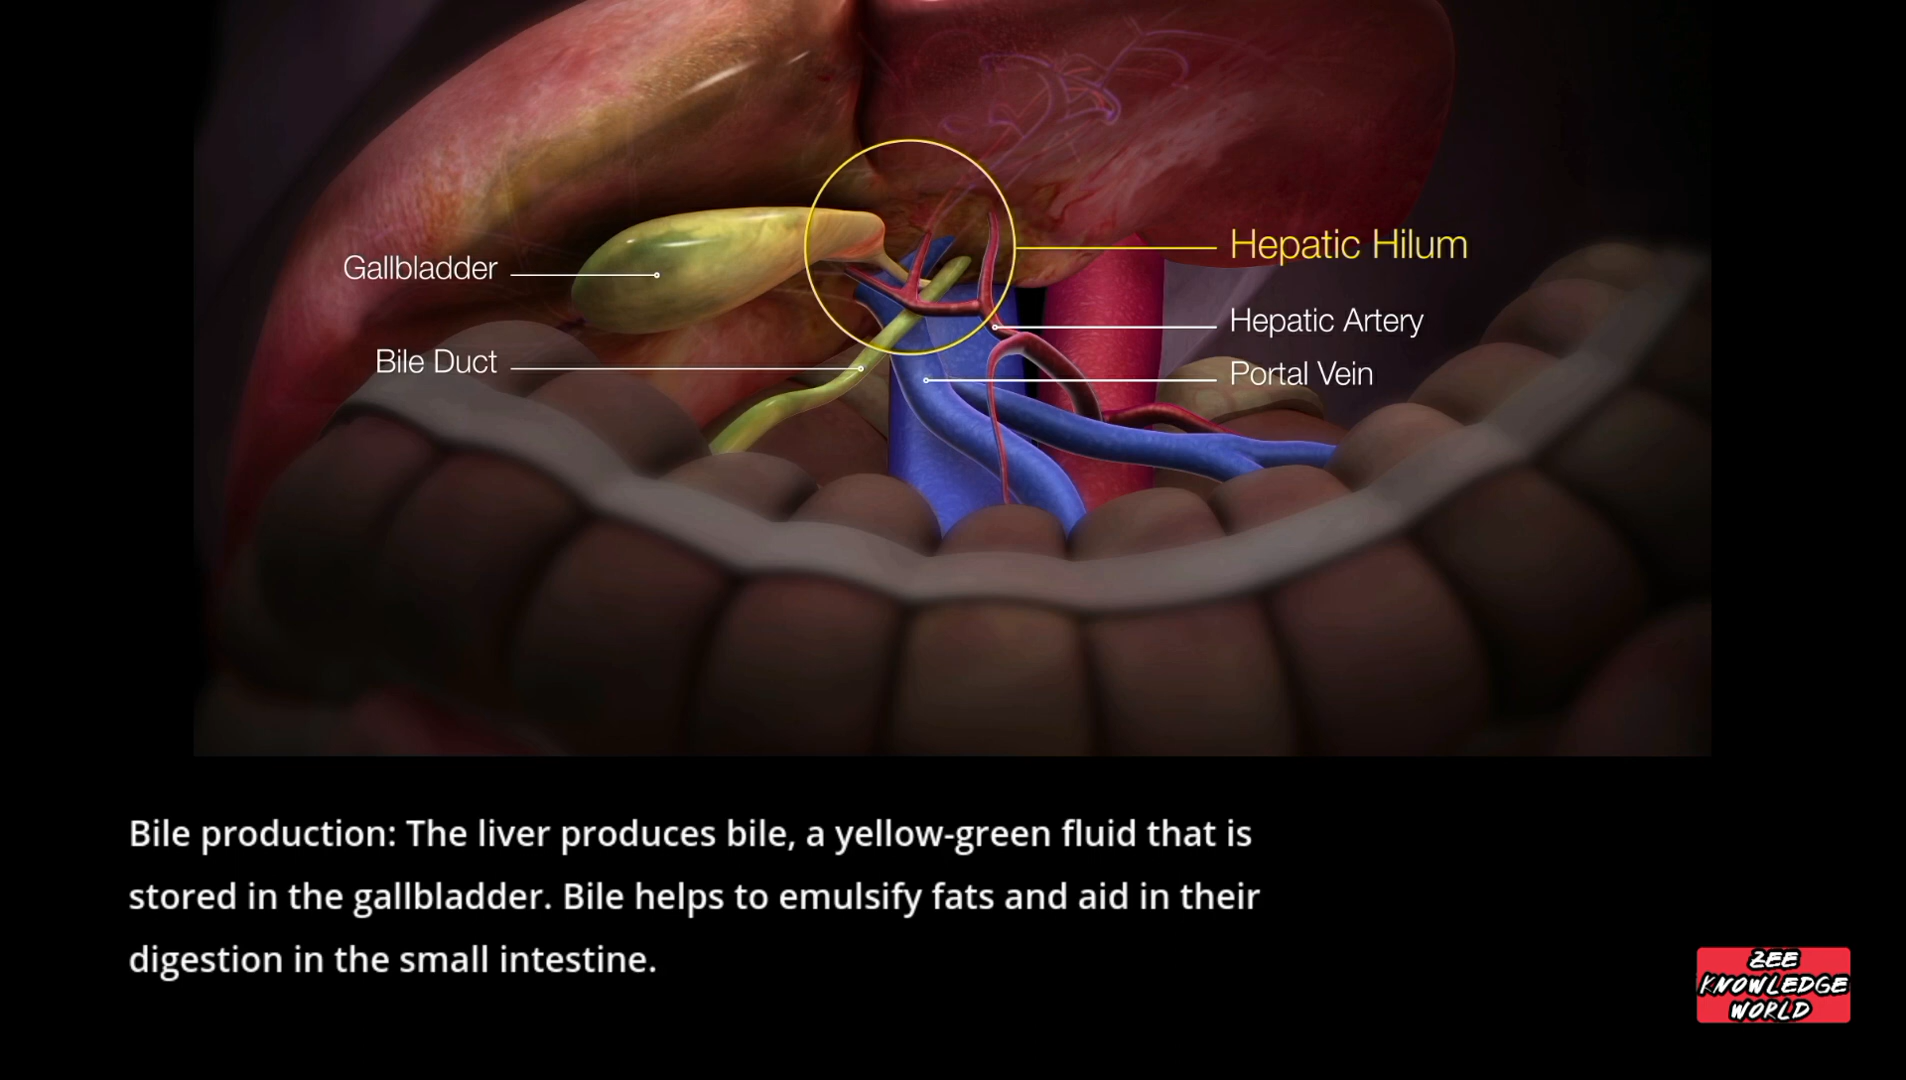 Gallbladder
Bile Duct
Hepatic Hilum
Hepatic Artery
Portal Vein
Bile production: The liver produces bile, a yellow-green fluid that is
stored in the gallbladder. Bile helps to emulsify fats and aid in their
digestion in the small intestine.
ZEE
KNOWLEDGE
WORLD